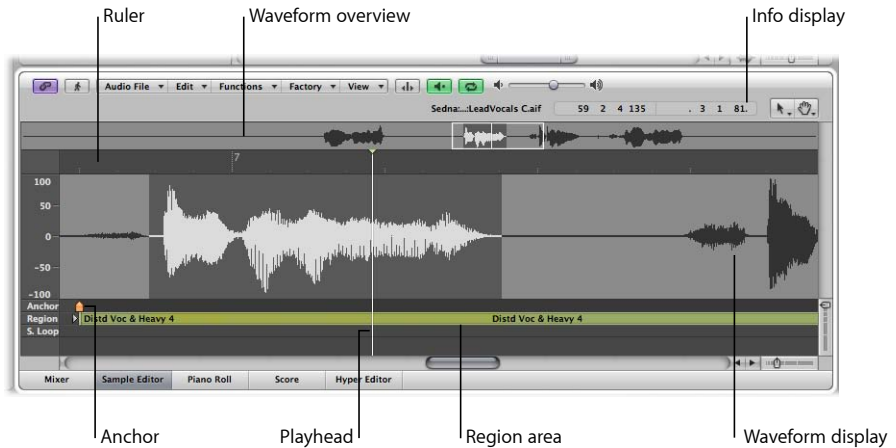 Ruler
Waveform overview
Info display
Audio File Edit Functions Factory View
Sedna:...:LeadVocals C.aif 59 2 4 135 . 3 1 81.
7
100
50
0
-50
-100
Anchor
Region Distd Voc & Heavy 4 Distd Voc & Heavy 4
S. Loop
Mixer Sample Editor Piano Roll Score Hyper Editor
Anchor
Playhead
Region area
Waveform display